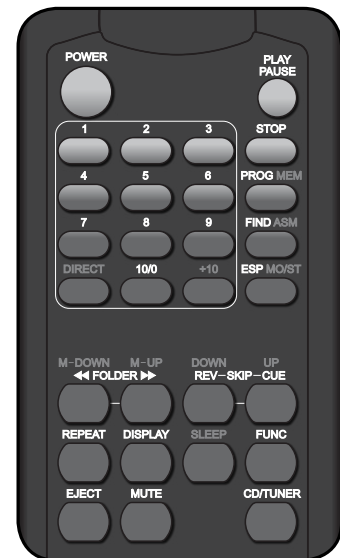 POWER
PLAY
PAUSE
1 2 3 STOP
4 5 6 PROG MEM
7 8 9 FIND ASM
DIRECT 10/0 +10 ESP MO/ST
M-DOWN M-UP DOWN UP
◀◀ FOLDER ▶▶ REV-SKIP-CUE
REPEAT DISPLAY SLEEP FUNC
EJECT MUTE CD/TUNER